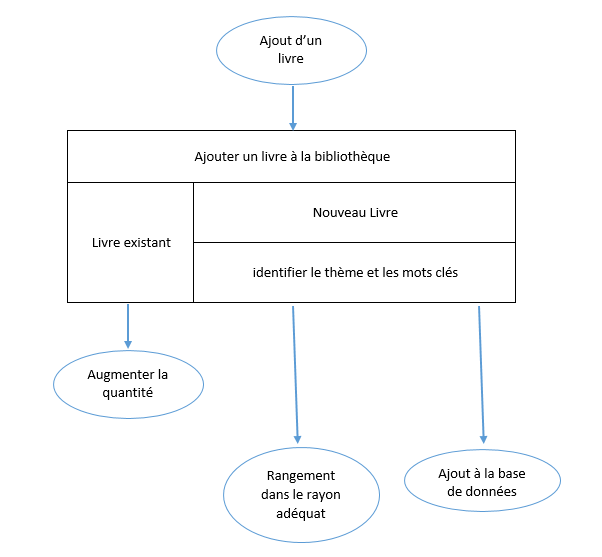 Ajout d’un
livre
Ajouter un livre à la bibliothèque
Livre existant
Nouveau Livre
identifier le thème et les mots clés
Augmenter la
quantité
Rangement
dans le rayon
adéquat
Ajout à la base
de données